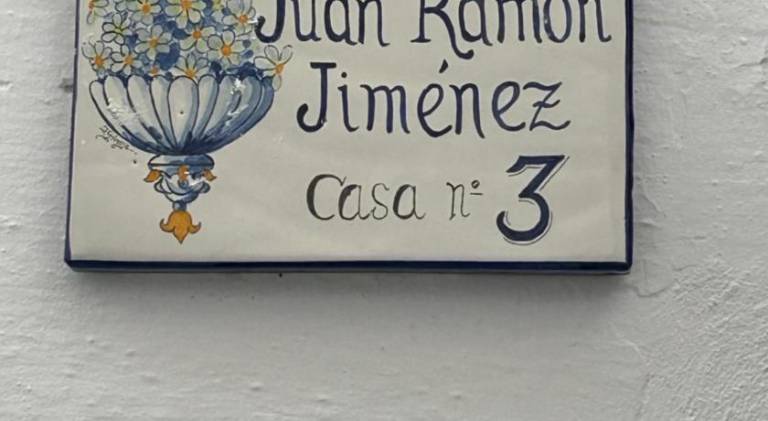 Juan Ramón
Jiménez
Casa nº 3